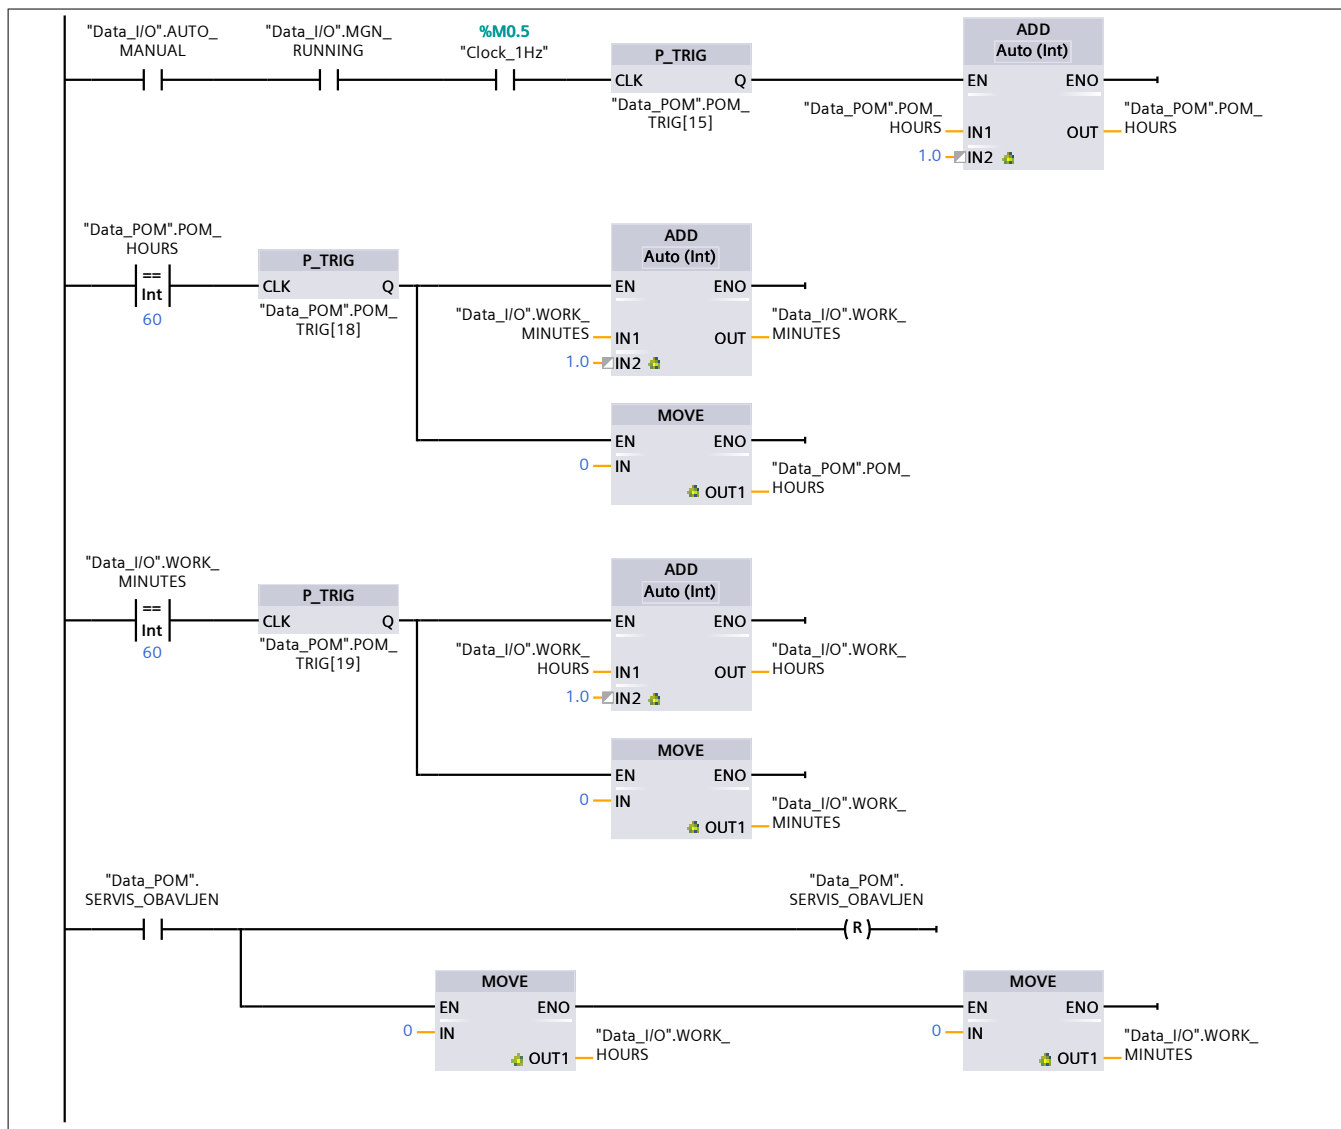 "Data_I/O".AUTO_
MANUAL
"Data_I/O".MGN_
RUNNING
%M0.5
"Clock_1Hz"
P_TRIG
CLK Q
"Data_POM".POM_
TRIG[15]
ADD
Auto (Int)
EN ENO
"Data_POM".POM_
HOURS
IN1 OUT
"Data_POM".POM_
HOURS
1.0 IN2
"Data_POM".POM_
HOURS
==
Int
60
P_TRIG
CLK Q
"Data_POM".POM_
TRIG[18]
ADD
Auto (Int)
EN ENO
"Data_I/O".WORK_
MINUTES
IN1 OUT
"Data_I/O".WORK_
MINUTES
1.0 IN2
MOVE
EN ENO
0 IN
OUT1
"Data_POM".POM_
HOURS
"Data_I/O".WORK_
MINUTES
==
Int
60
P_TRIG
CLK Q
"Data_POM".POM_
TRIG[19]
ADD
Auto (Int)
EN ENO
"Data_I/O".WORK_
HOURS
IN1 OUT
"Data_I/O".WORK_
HOURS
1.0 IN2
MOVE
EN ENO
0 IN
OUT1
"Data_I/O".WORK_
MINUTES
"Data_POM".
SERVIS_OBAVLJEN
"Data_POM".
SERVIS_OBAVLJEN
R
MOVE
EN ENO
0 IN
OUT1
"Data_I/O".WORK_
HOURS
MOVE
EN ENO
0 IN
OUT1
"Data_I/O".WORK_
MINUTES